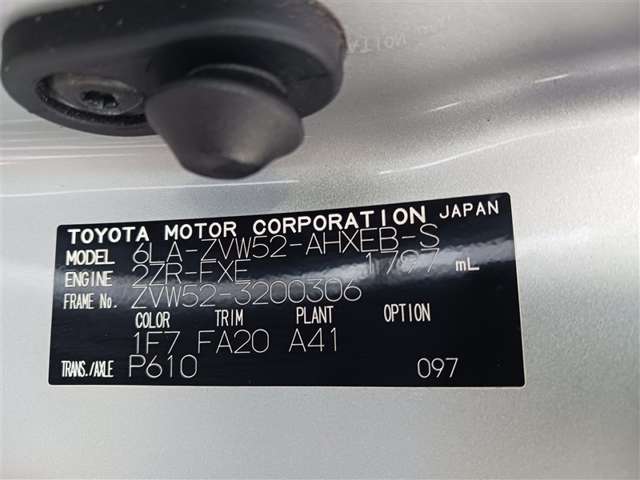 TOYOTA MOTOR CORPORATION JAPAN
MODEL 6LA-ZVW52-AHXEB-S
ENGINE 2ZR-FXE 1797 mL
FRAME No. ZVW52-3200306
COLOR TRIM PLANT OPTION
1F7 FA20 A41
TRANS./AXLE P610 097